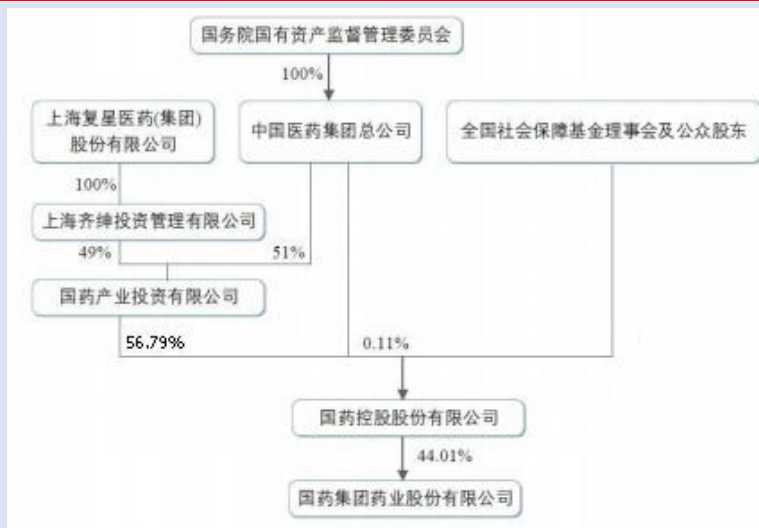 国务院国有资产监督管理委员会
100%
上海复星医药(集团)
股份有限公司
中国医药集团总公司
全国社会保障基金理事会及公众股东
100%
上海齐绅投资管理有限公司
49%
51%
国药产业投资有限公司
56.79%
0.11%
国药控股股份有限公司
44.01%
国药集团药业股份有限公司